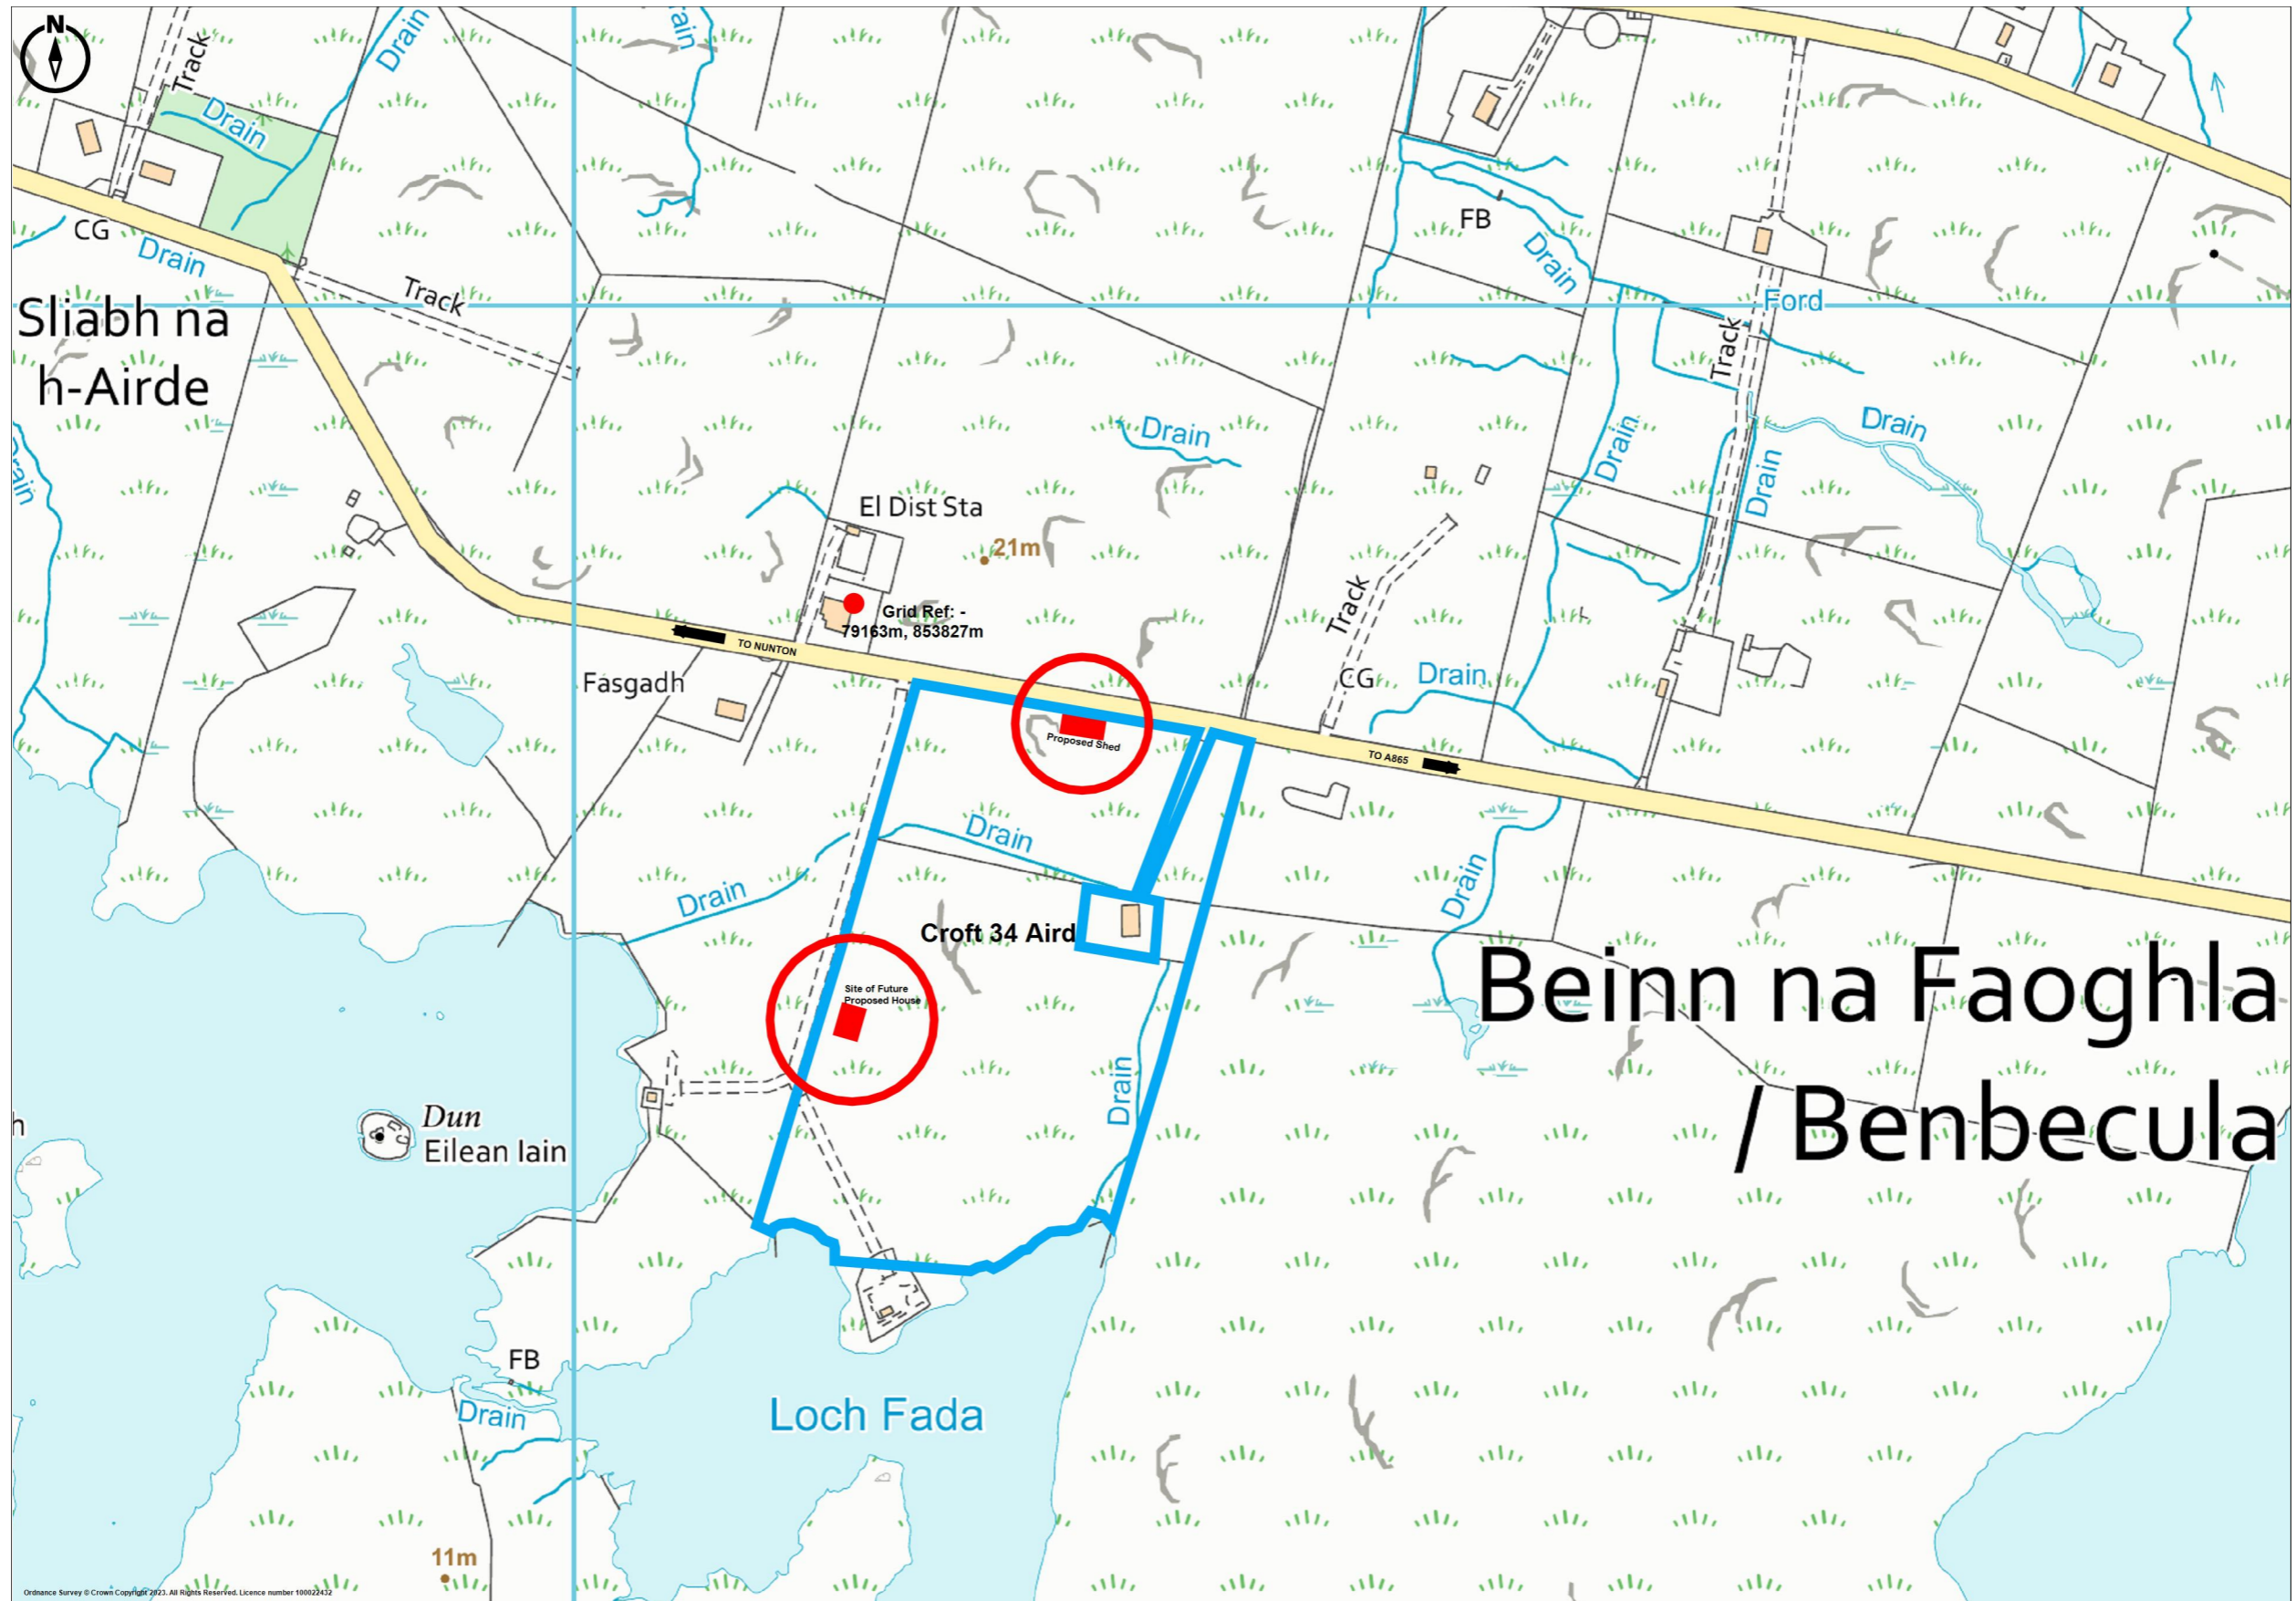 N
Track
Drain
Drain
Drain
CG
Drain
Track
Sliabh na
h-Airde
FB
Drain
Ford
Track
Drain
Drain
Drain
Drain
Drain
El Dist Sta
21m
Grid Ref: -
79163m, 853827m
Track
TO NUNTON
Fasgadh
CG
Drain
Proposed Shed
TO A865
Drain
Drain
Drain
Croft 34 Aird
Beinn na Faoghla
/ Benbecula
Site of Future
Proposed House
Drain
Dun
Eilean Iain
h
FB
Drain
Loch Fada
11m
Ordnance Survey © Crown Copyright 2023. All Rights Reserved. Licence number 100022432